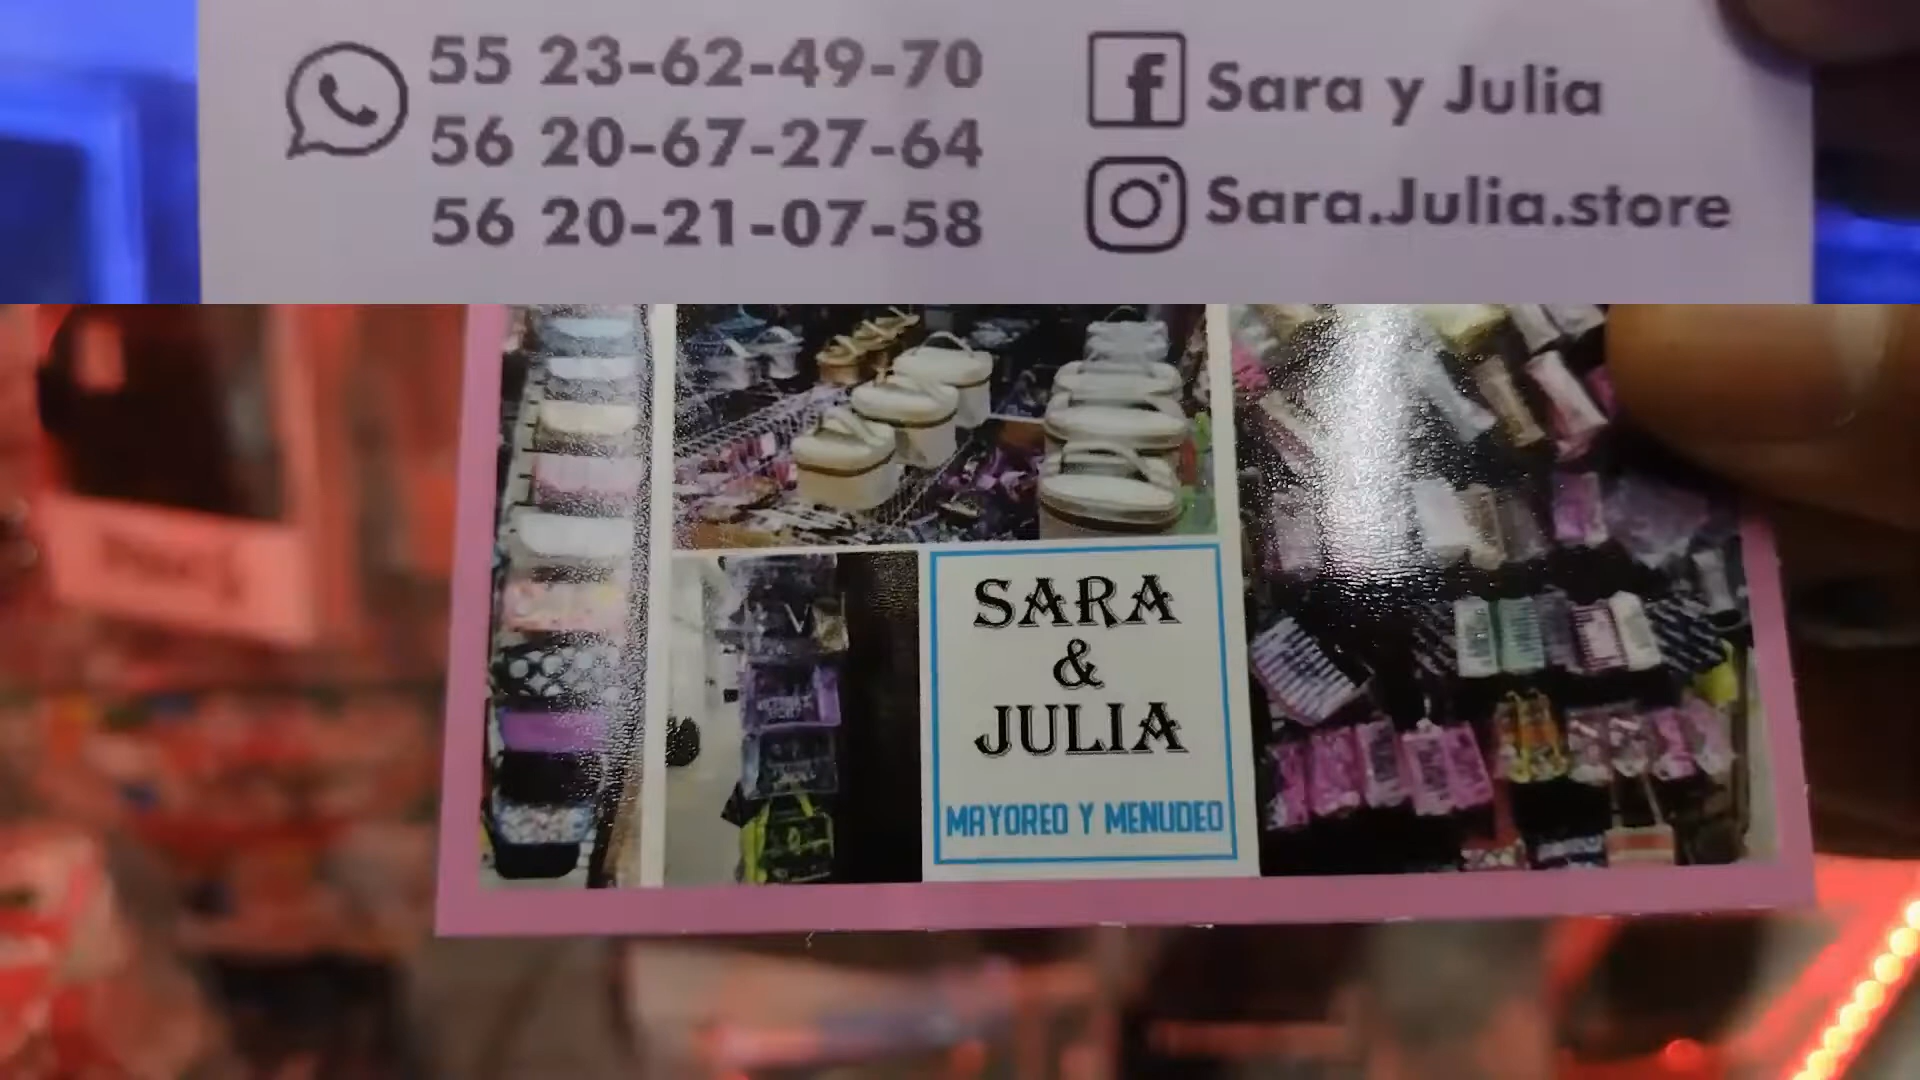 55 23-62-49-70
56 20-67-27-64
56 20-21-07-58
Sara y Julia
Sara.Julia.store
SARA
&
JULIA
MAYOREO Y MENUDEO